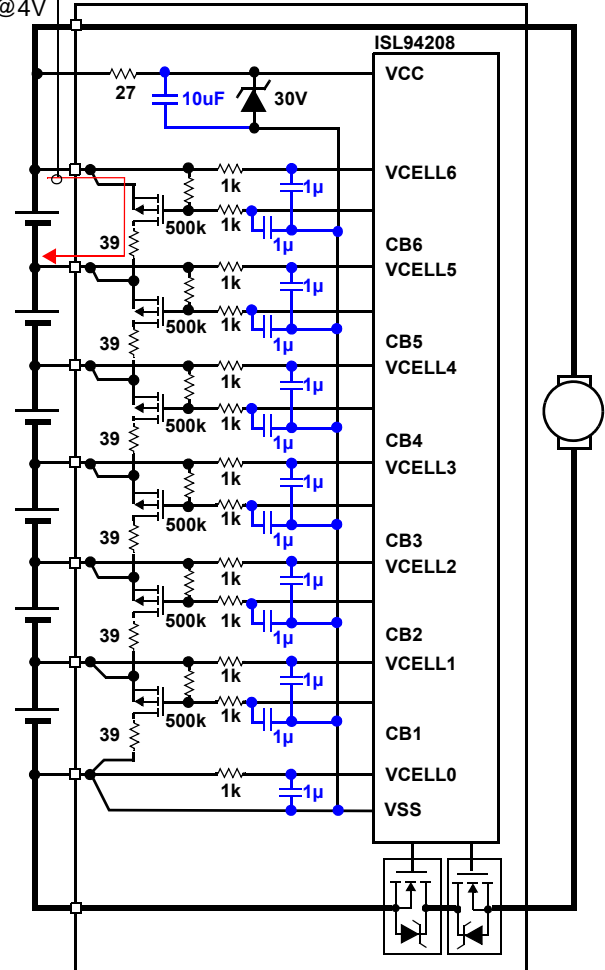 @4V
ISL94208
VCC
27
10uF
30V
VCELL6
1k
1µ
500k
1k
CB6
39
1µ
VCELL5
1k
1µ
500k
1k
CB5
39
1µ
VCELL4
1k
1µ
500k
1k
CB4
39
1µ
VCELL3
1k
1µ
500k
1k
CB3
39
1µ
VCELL2
1k
1µ
500k
1k
CB2
39
1µ
VCELL1
1k
1µ
500k
1k
CB1
39
1µ
VCELL0
1k
1µ
VSS